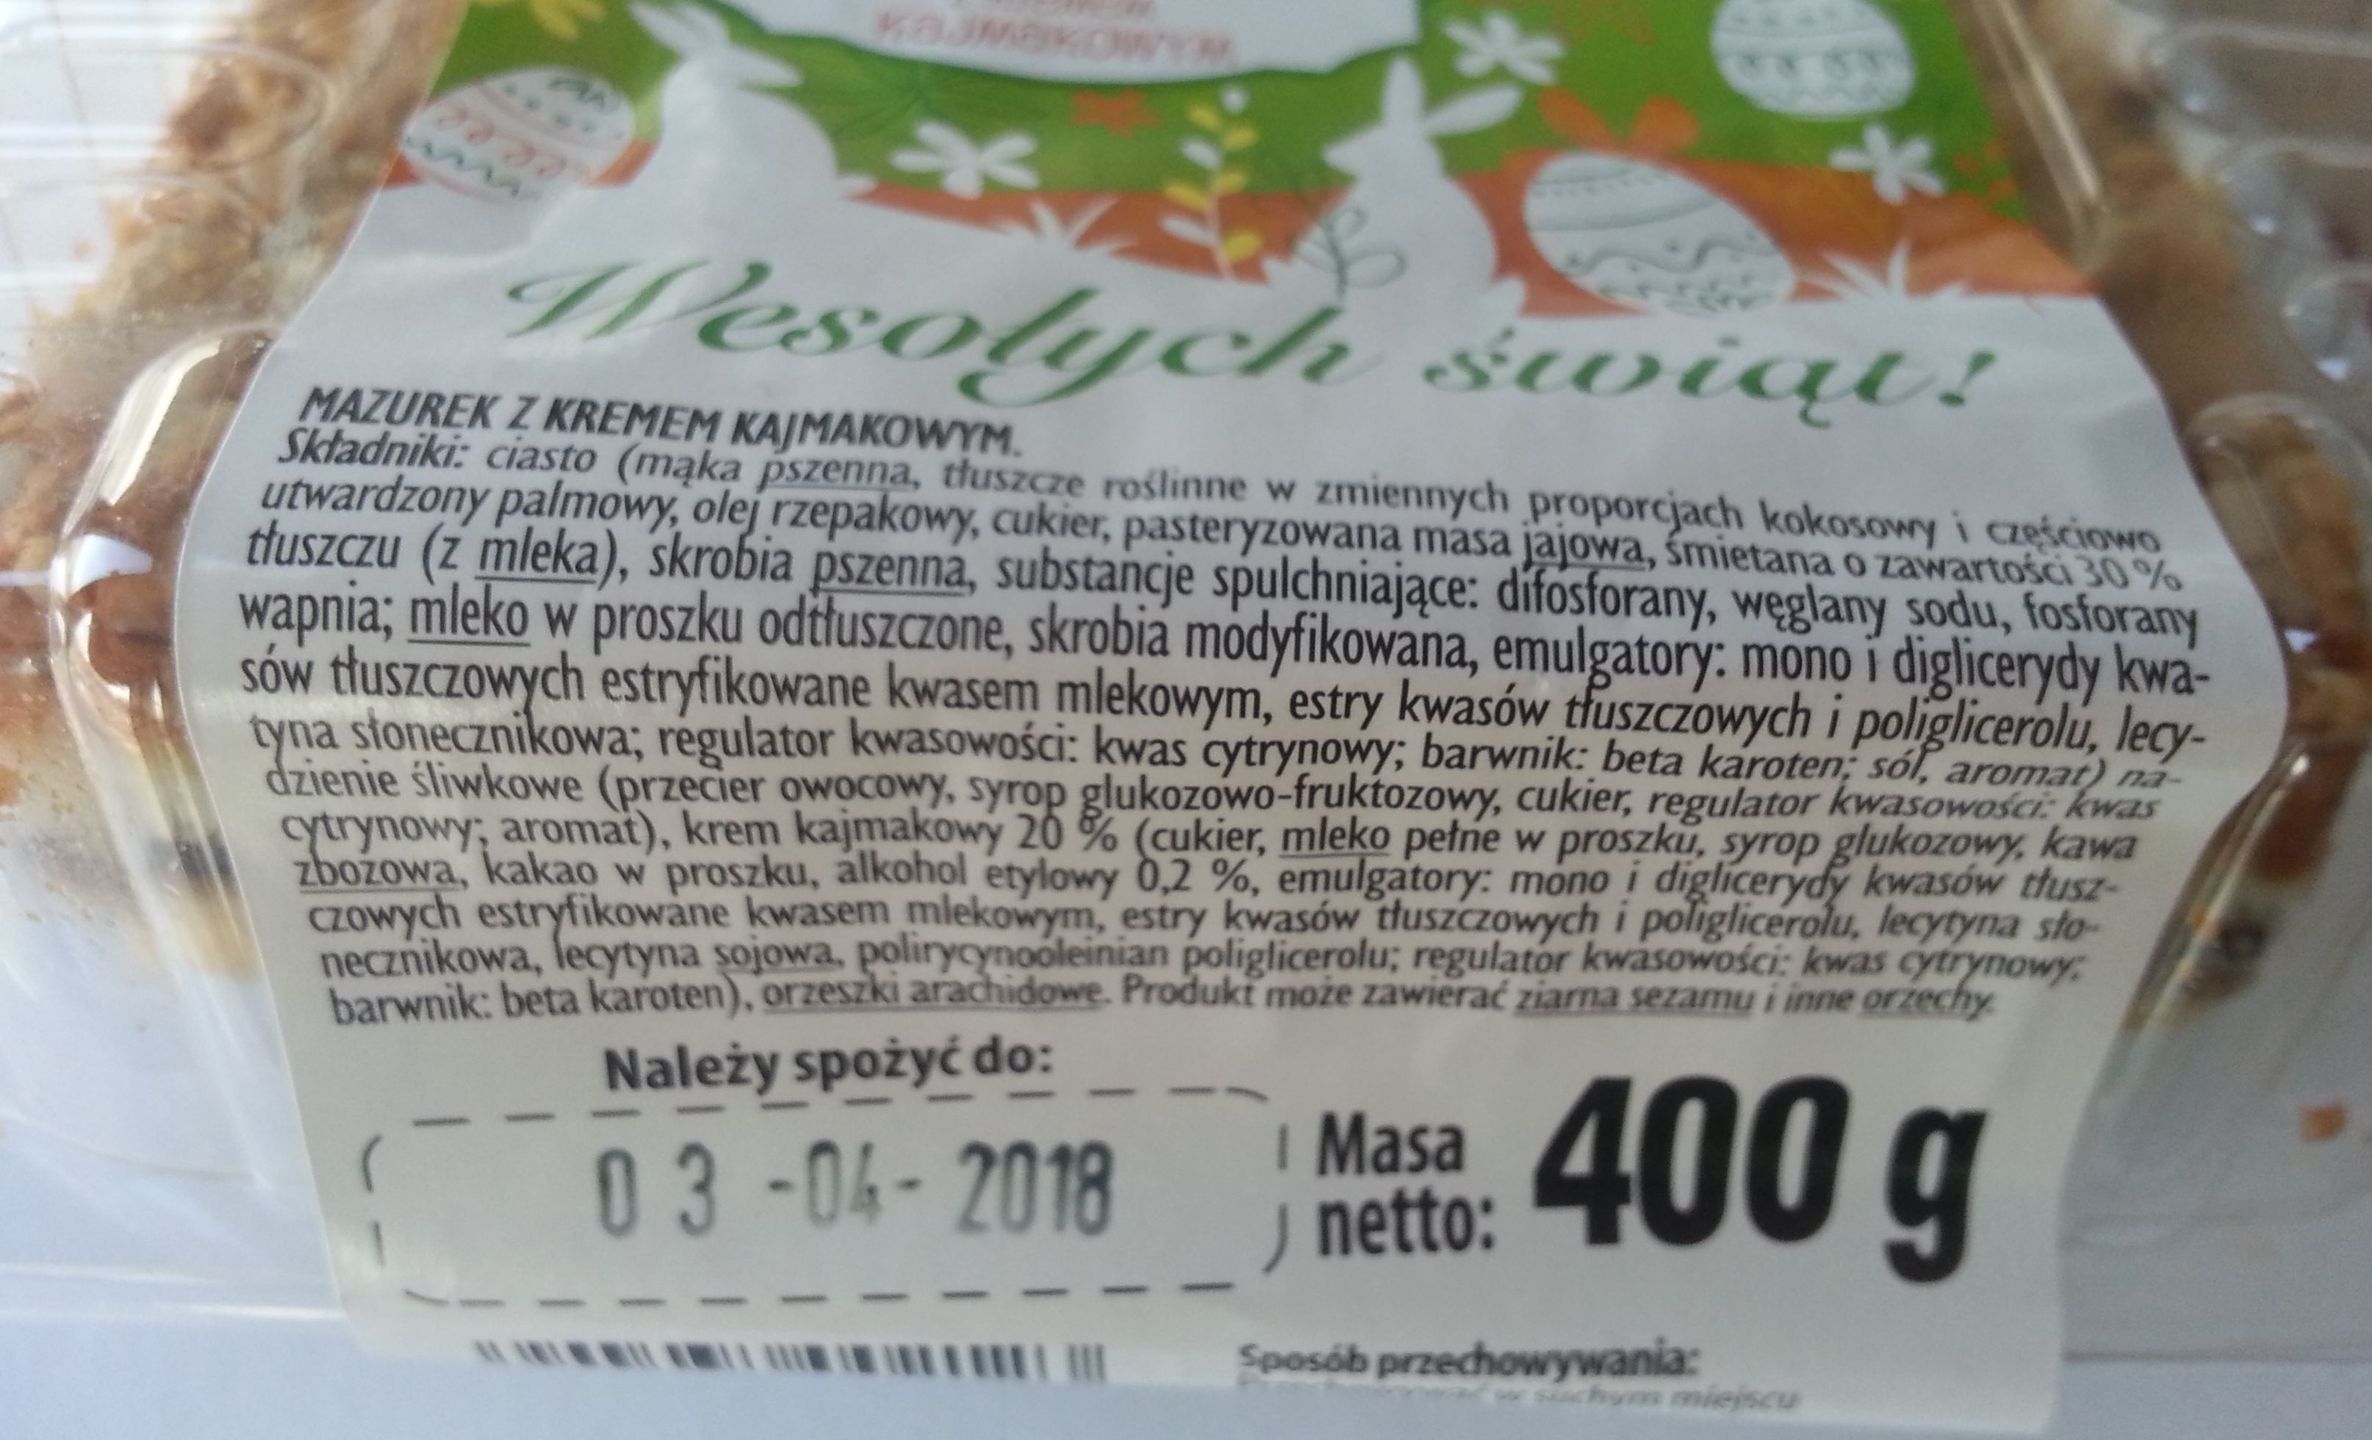 KAJMAKOWYM
Wesołych świąt!
MAZUREK Z KREMEM KAJMAKOWYM.
Składniki: ciasto (mąka pszenna, tłuszcze roślinne w zmiennych proporcjach kokosowy i częściowo
utwardzony palmowy, olej rzepakowy, cukier, pasteryzowana masa jajowa, śmietana o zawartości 30 %
tłuszczu (z mleka), skrobia pszenna, substancje spulchniające: difosforany, węglany sodu, fosforany
wapnia; mleko w proszku odtłuszczone, skrobia modyfikowana, emulgatory: mono i diglicerydy kwa-
sów tłuszczowych estryfikowane kwasem mlekowym, estry kwasów tłuszczowych i poliglicerolu, lecy-
tyna słonecznikowa; regulator kwasowości: kwas cytrynowy; barwnik: beta karoten; sól, aromat) na-
dzienie śliwkowe (przecier owocowy, syrop glukozowo-fruktozowy, cukier, regulator kwasowości: kwas
cytrynowy; aromat), krem kajmakowy 20 % (cukier, mleko pełne w proszku, syrop glukozowy, kawa
zbożowa, kakao w proszku, alkohol etylowy 0,2 %, emulgatory: mono i diglicerydy kwasów tłusz-
czowych estryfikowane kwasem mlekowym, estry kwasów tłuszczowych i poliglicerolu, lecytyna sło-
necznikowa, lecytyna sojowa, polirycynooleinian poliglicerolu; regulator kwasowości: kwas cytrynowy;
barwnik: beta karoten), orzeszki arachidowe. Produkt może zawierać ziarna sezamu i inne orzechy.
Należy spożyć do:
03 -04- 2018
Masa
netto:
400 g
Sposób przechowywania:
w suchym miejscu